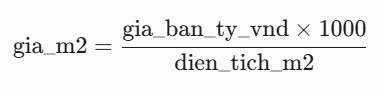 gia_m2 = gia_ban_ty_vnd × 1000 / dien_tich_m2